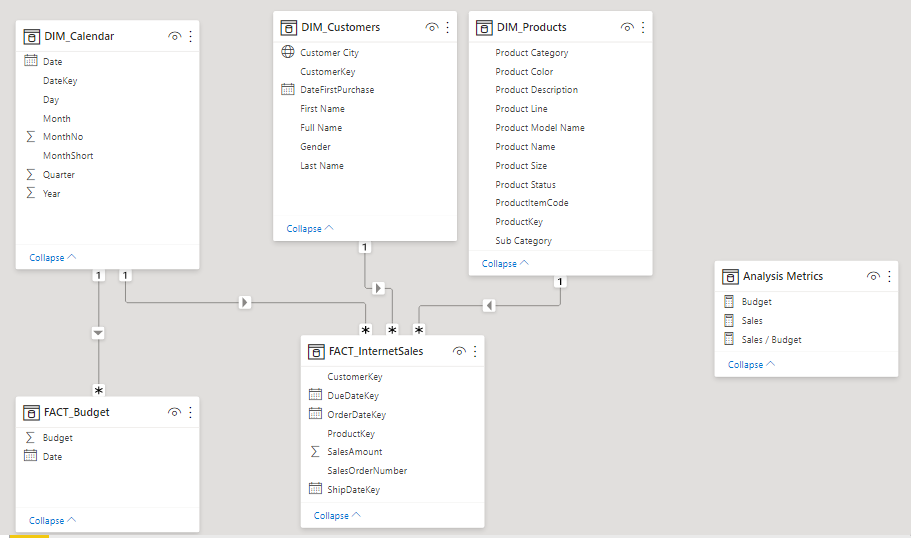 DIM_Calendar
Date
DateKey
Day
Month
MonthNo
MonthShort
Quarter
Year
Collapse
DIM_Customers
Customer City
CustomerKey
DateFirstPurchase
First Name
Full Name
Gender
Last Name
Collapse
DIM_Products
Product Category
Product Color
Product Description
Product Line
Product Model Name
Product Name
Product Size
Product Status
ProductItemCode
ProductKey
Sub Category
Collapse
Analysis Metrics
Budget
Sales
Sales / Budget
Collapse
1
1
1
1
*
*
*
*
FACT_Budget
Budget
Date
Collapse
FACT_InternetSales
CustomerKey
DueDateKey
OrderDateKey
ProductKey
SalesAmount
SalesOrderNumber
ShipDateKey
Collapse